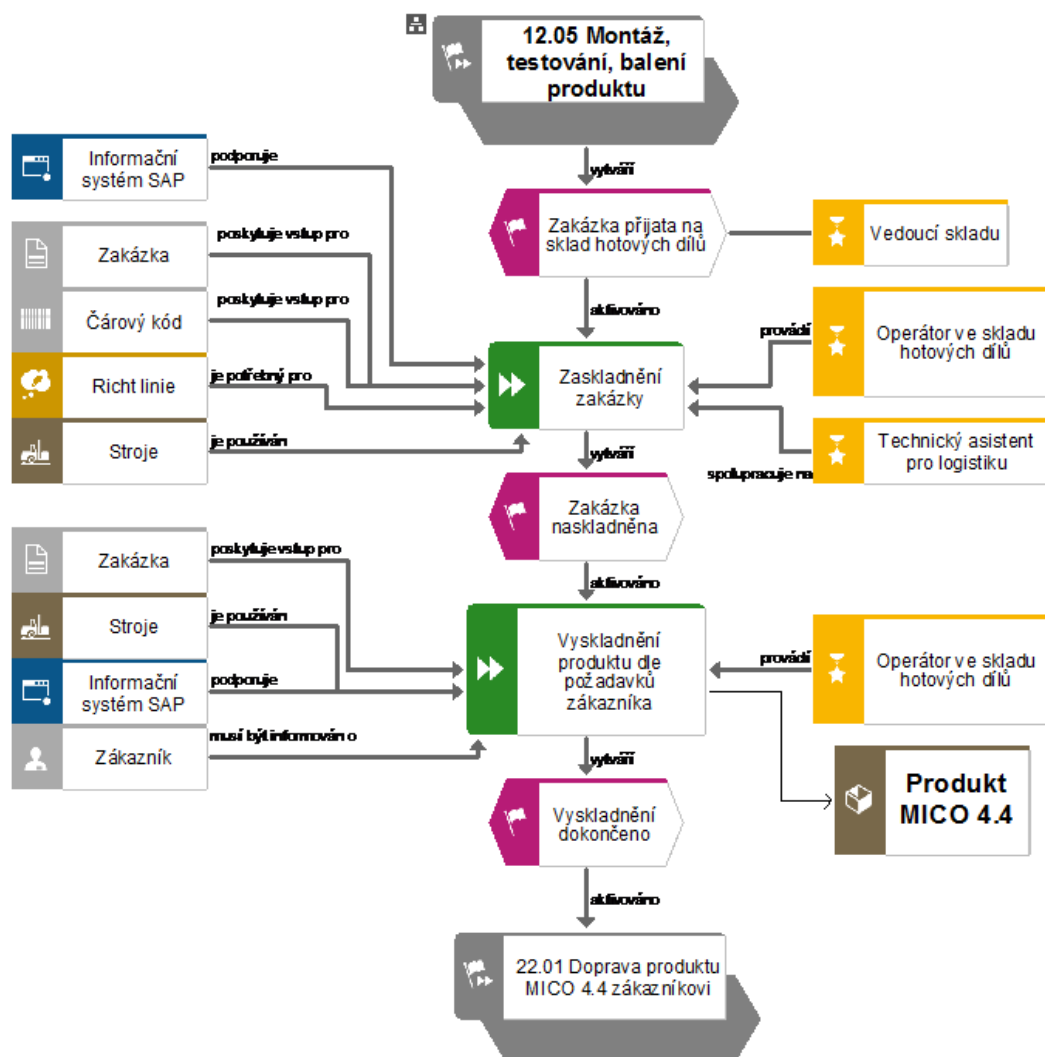 12.05 Montáž,
testování, balení
produktu
vytváří
Informační
systém SAP
podporuje
Zakázka přijata na
sklad hotových dílů
Vedoucí skladu
Zakázka
poskytuje vstup pro
Čárový kód
poskytuje vstup pro
aktivováno
provádí
Operátor ve skladu
hotových dílů
Richt linie
je potřebný pro
Zaskladnění
zakázky
Stroje
je používán
vytváří
Technický asistent
pro logistiku
spolupracuje na
Zakázka
naskladněna
Zakázka
poskytuje vstup pro
aktivováno
Stroje
je používán
Vyskladnění
produktu dle
požadavků
zákazníka
provádí
Operátor ve skladu
hotových dílů
Informační
systém SAP
podporuje
Zákazník
musí být informováno
vytváří
Produkt
MICO 4.4
Vyskladnění
dokončeno
aktivováno
22.01 Doprava produktu
MICO 4.4 zákazníkovi